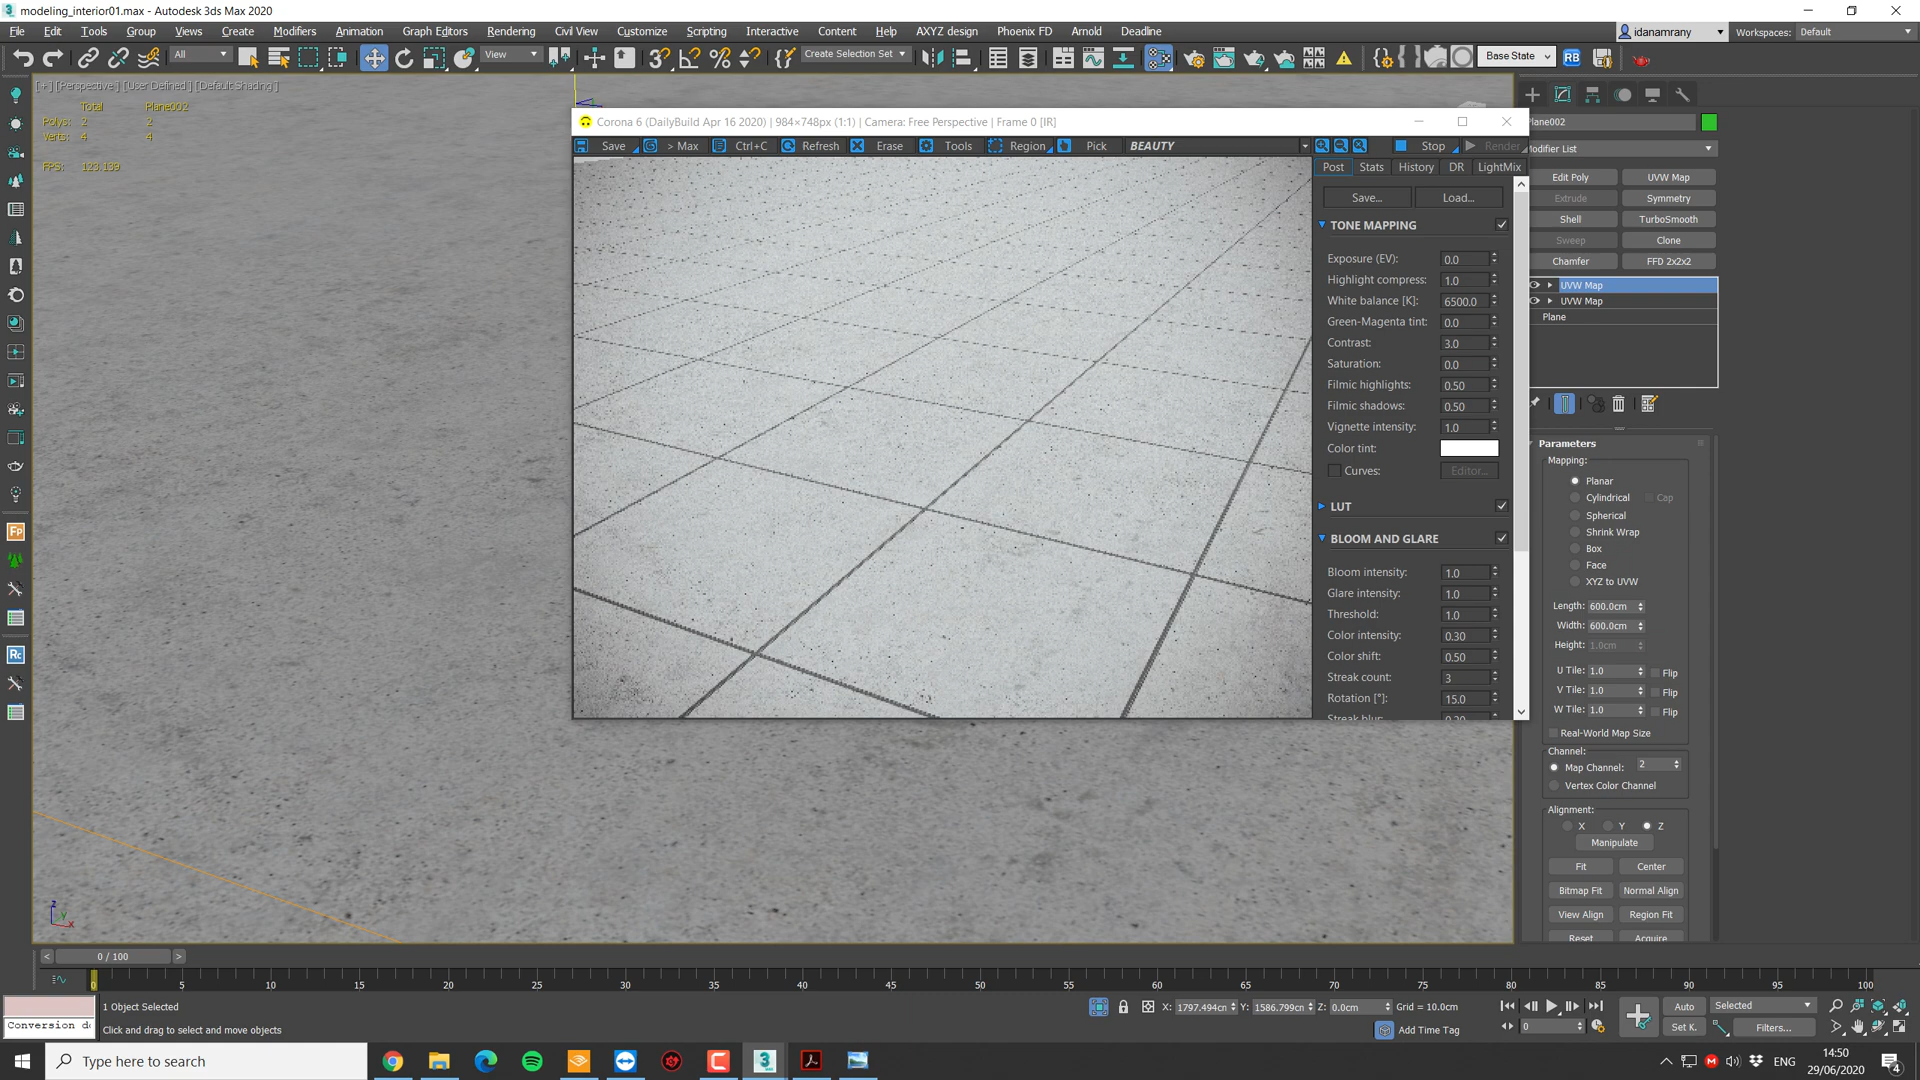 modeling_interior01.max - Autodesk 3ds Max 2020
File Edit Tools Group Views Create Modifiers Animation Graph Editors Rendering Civil View Customize Scripting Interactive Content Help AXYZ design Phoenix FD Arnold Deadline
idanamrany Workspaces: Default
All View Create Selection Set Base State RB
[+] [Perspective] [User Defined] [Default Shading]
Total Plane002
Polys: 2 2
Verts: 4 4
FPS: 123.139
Corona 6 (DailyBuild Apr 16 2020) | 984×748px (1:1) | Camera: Free Perspective | Frame 0 [IR]
Save > Max Ctrl+C Refresh Erase Tools Region Pick BEAUTY Stop Render
Post Stats History DR LightMix
Save... Load...
TONE MAPPING
Exposure (EV): 0.0
Highlight compress: 1.0
White balance [K]: 6500.0
Green-Magenta tint: 0.0
Contrast: 3.0
Saturation: 0.0
Filmic highlights: 0.50
Filmic shadows: 0.50
Vignette intensity: 1.0
Color tint:
Curves: Editor...
LUT
BLOOM AND GLARE
Bloom intensity: 1.0
Glare intensity: 1.0
Threshold: 1.0
Color intensity: 0.30
Color shift: 0.50
Streak count: 3
Rotation [°]: 15.0
Streak blur: 0.20
Plane002
Modifier List
Edit Poly UVW Map
Extrude Symmetry
Shell TurboSmooth
Sweep Clone
Chamfer FFD 2x2x2
UVW Map
UVW Map
Plane
Parameters
Mapping:
Planar
Cylindrical Cap
Spherical
Shrink Wrap
Box
Face
XYZ to UVW
Length: 600.0cm
Width: 600.0cm
Height: 1.0cm
U Tile: 1.0 Flip
V Tile: 1.0 Flip
W Tile: 1.0 Flip
Real-World Map Size
Channel:
Map Channel: 2
Vertex Color Channel
Alignment:
X Y Z
Manipulate
Fit Center
Bitmap Fit Normal Align
View Align Region Fit
Reset Acquire
Fp
Rc
z y x
< 0 / 100 >
0 5 10 15 20 25 30 35 40 45 50 55 60 65 70 75 80 85 90 95 100
1 Object Selected
X: 1797.494cm Y: 1586.799cm Z: 0.0cm Grid = 10.0cm
Auto Selected
Conversion do
Click and drag to select and move objects
Add Time Tag
0
Set K. Filters...
Type here to search
ENG
14:50
29/06/2020
4